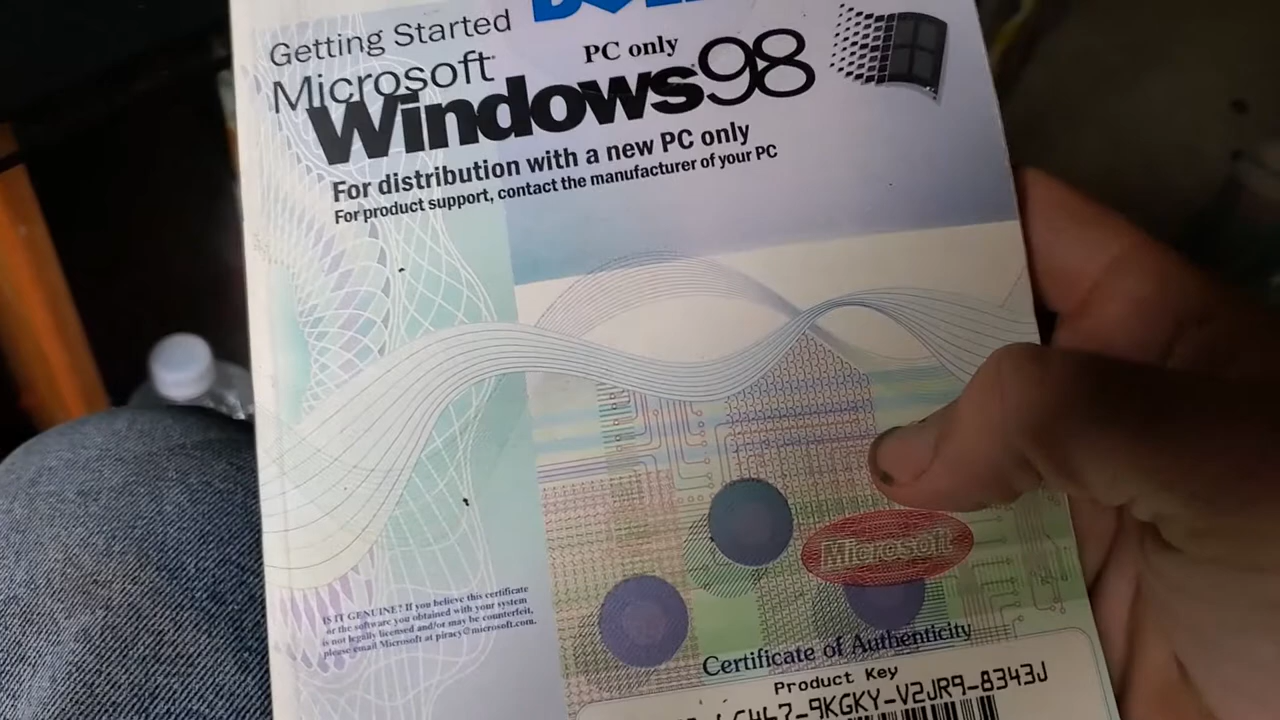 Getting Started
DELL
Microsoft
PC only
Windows 98
For distribution with a new PC only
For product support, contact the manufacturer of your PC
Microsoft
IS IT GENUINE? If you believe this certificate
or the software you obtained with your system
is not legally licensed and/or may be counterfeit,
please email Microsoft at piracy@microsoft.com.
Certificate of Authenticity
Product Key
-9KGKY-V2JR9-8343J